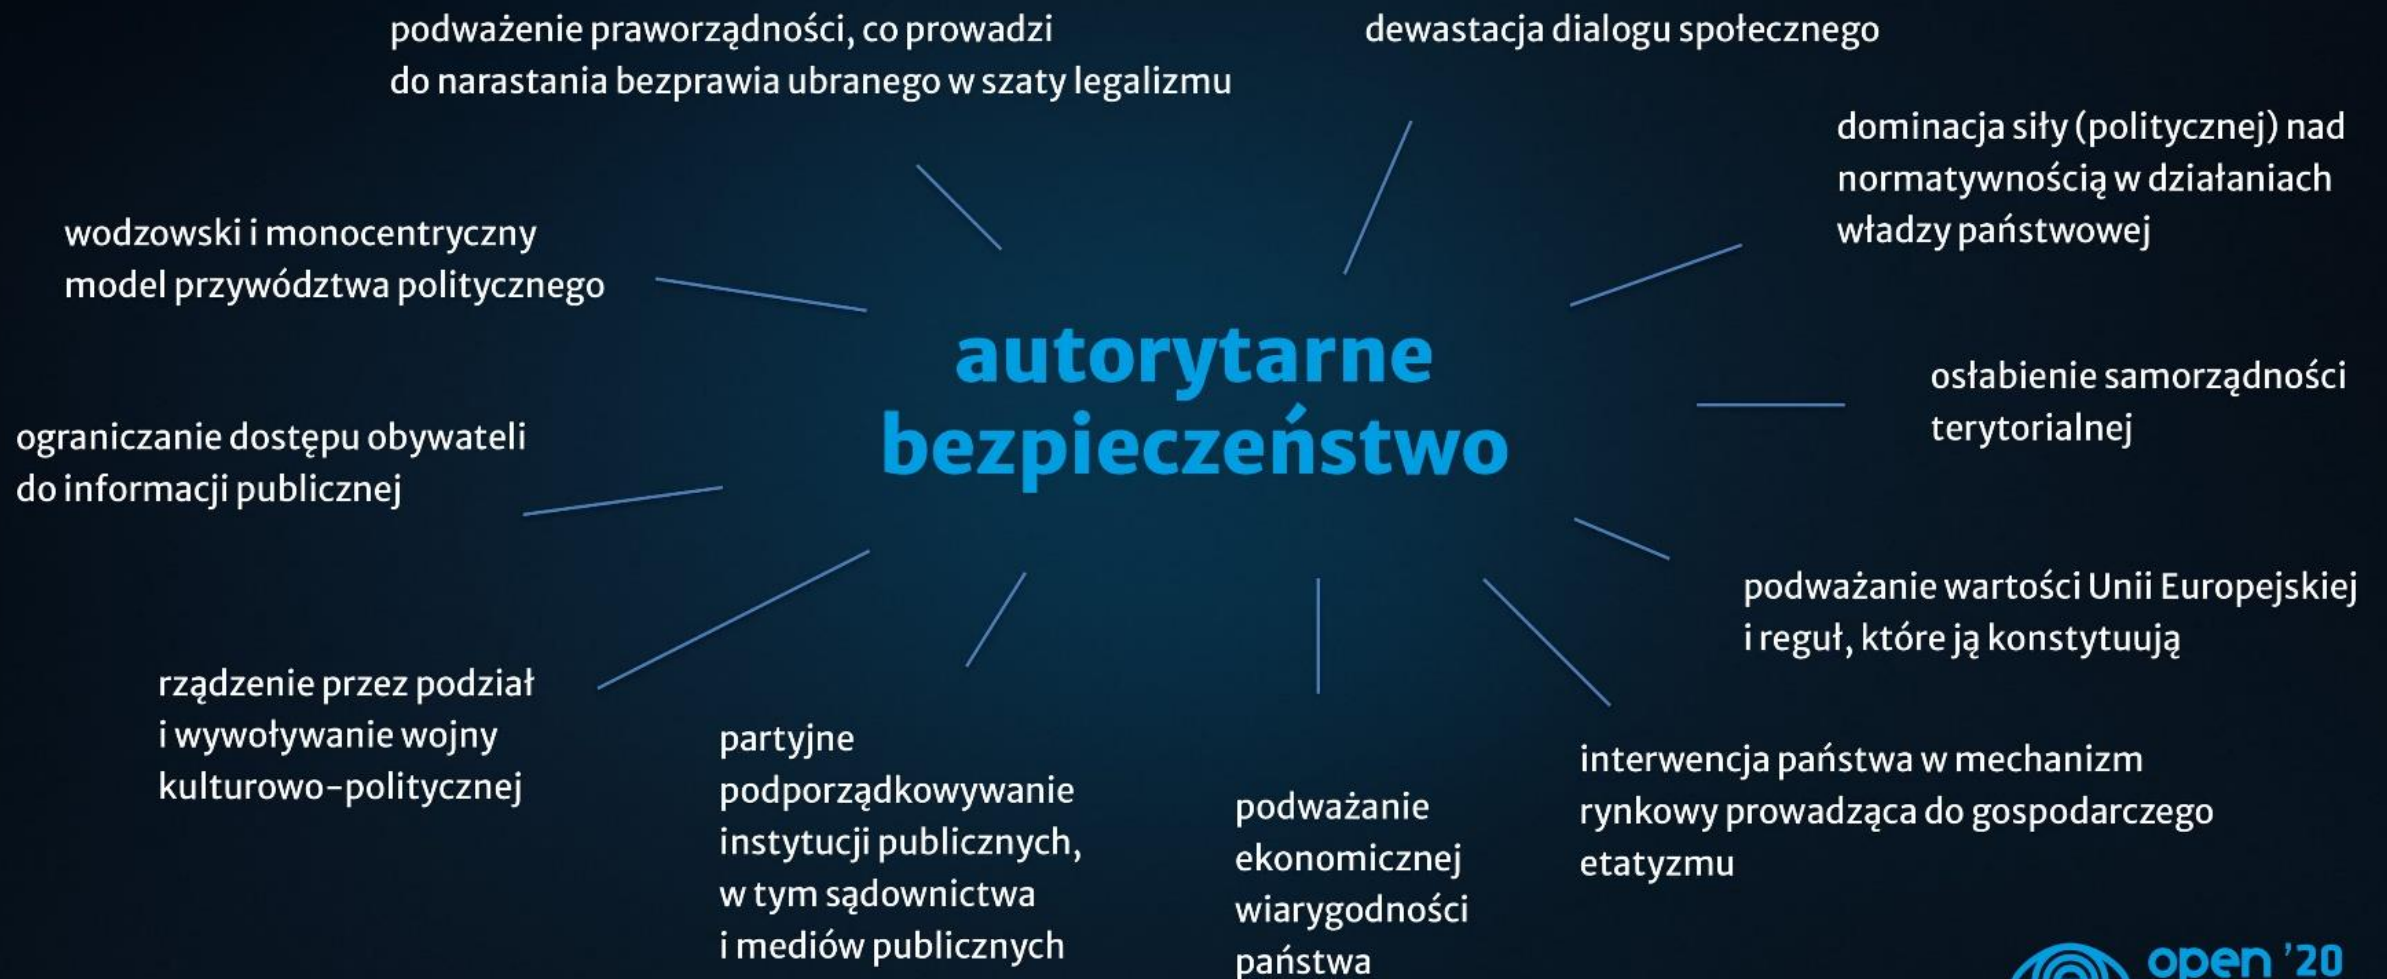 podważenie praworządności, co prowadzi
do narastania bezprawia ubranego w szaty legalizmu
dewastacja dialogu społecznego
dominacja siły (politycznej) nad
normatywnością w działaniach
władzy państwowej
wodzowski i monocentryczny
model przywództwa politycznego
autorytarne
bezpieczeństwo
osłabienie samorządności
terytorialnej
ograniczanie dostępu obywateli
do informacji publicznej
podważanie wartości Unii Europejskiej
i reguł, które ją konstytuują
rządzenie przez podział
i wywoływanie wojny
kulturowo-politycznej
partyjne
podporządkowywanie
instytucji publicznych,
w tym sądownictwa
i mediów publicznych
podważanie
ekonomicznej
wiarygodności
państwa
interwencja państwa w mechanizm
rynkowy prowadząca do gospodarczego
etatyzmu
open '20